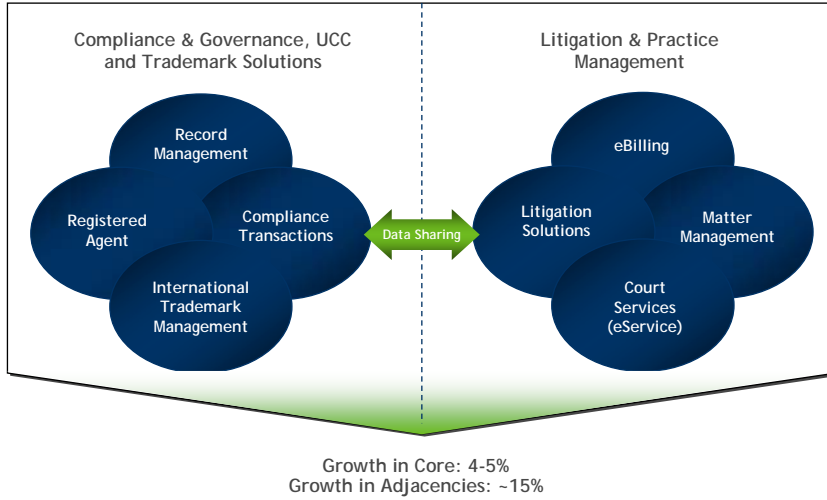 Compliance & Governance, UCC
and Trademark Solutions
Litigation & Practice
Management
Record
Management
Registered
Agent
Compliance
Transactions
International
Trademark
Management
Data Sharing
eBilling
Litigation
Solutions
Matter
Management
Court
Services
(eService)
Growth in Core: 4-5%
Growth in Adjacencies: ~15%